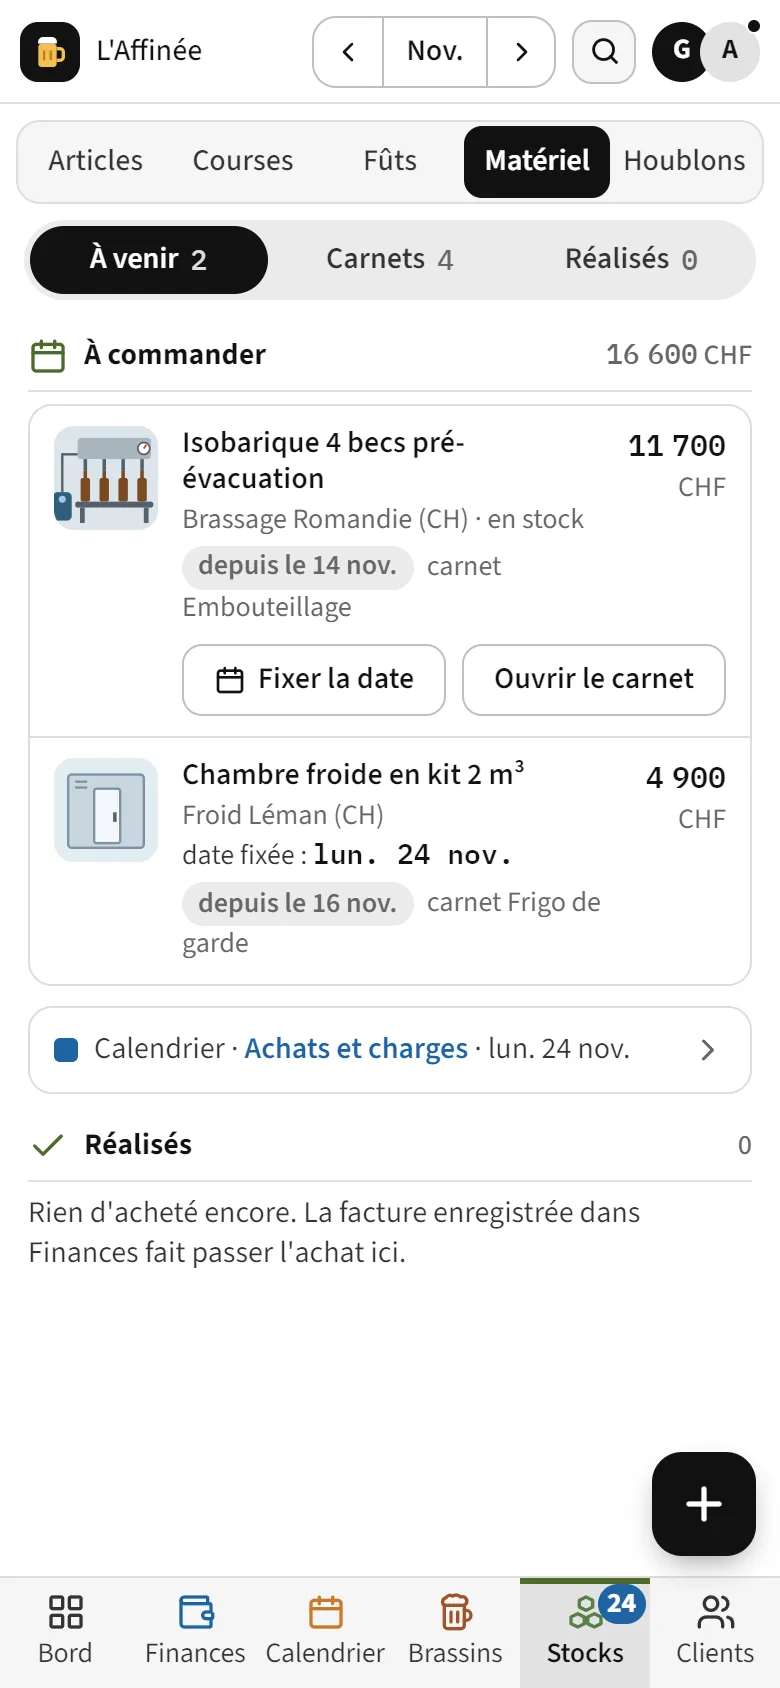 L'Affinée
Nov.
G
A
Articles
Courses
Fûts
Matériel
Houblons
À venir 2
Carnets 4
Réalisés 0
À commander
16 600 CHF
Isobarique 4 becs pré-
évacuation
11 700
CHF
Brassage Romandie (CH) · en stock
depuis le 14 nov. carnet
Embouteillage
Fixer la date
Ouvrir le carnet
Chambre froide en kit 2 m³
4 900
CHF
Froid Léman (CH)
date fixée : lun. 24 nov.
depuis le 16 nov. carnet Frigo de
garde
Calendrier · Achats et charges · lun. 24 nov.
Réalisés
0
Rien d'acheté encore. La facture enregistrée dans
Finances fait passer l'achat ici.
24
Bord
Finances
Calendrier
Brassins
Stocks
Clients